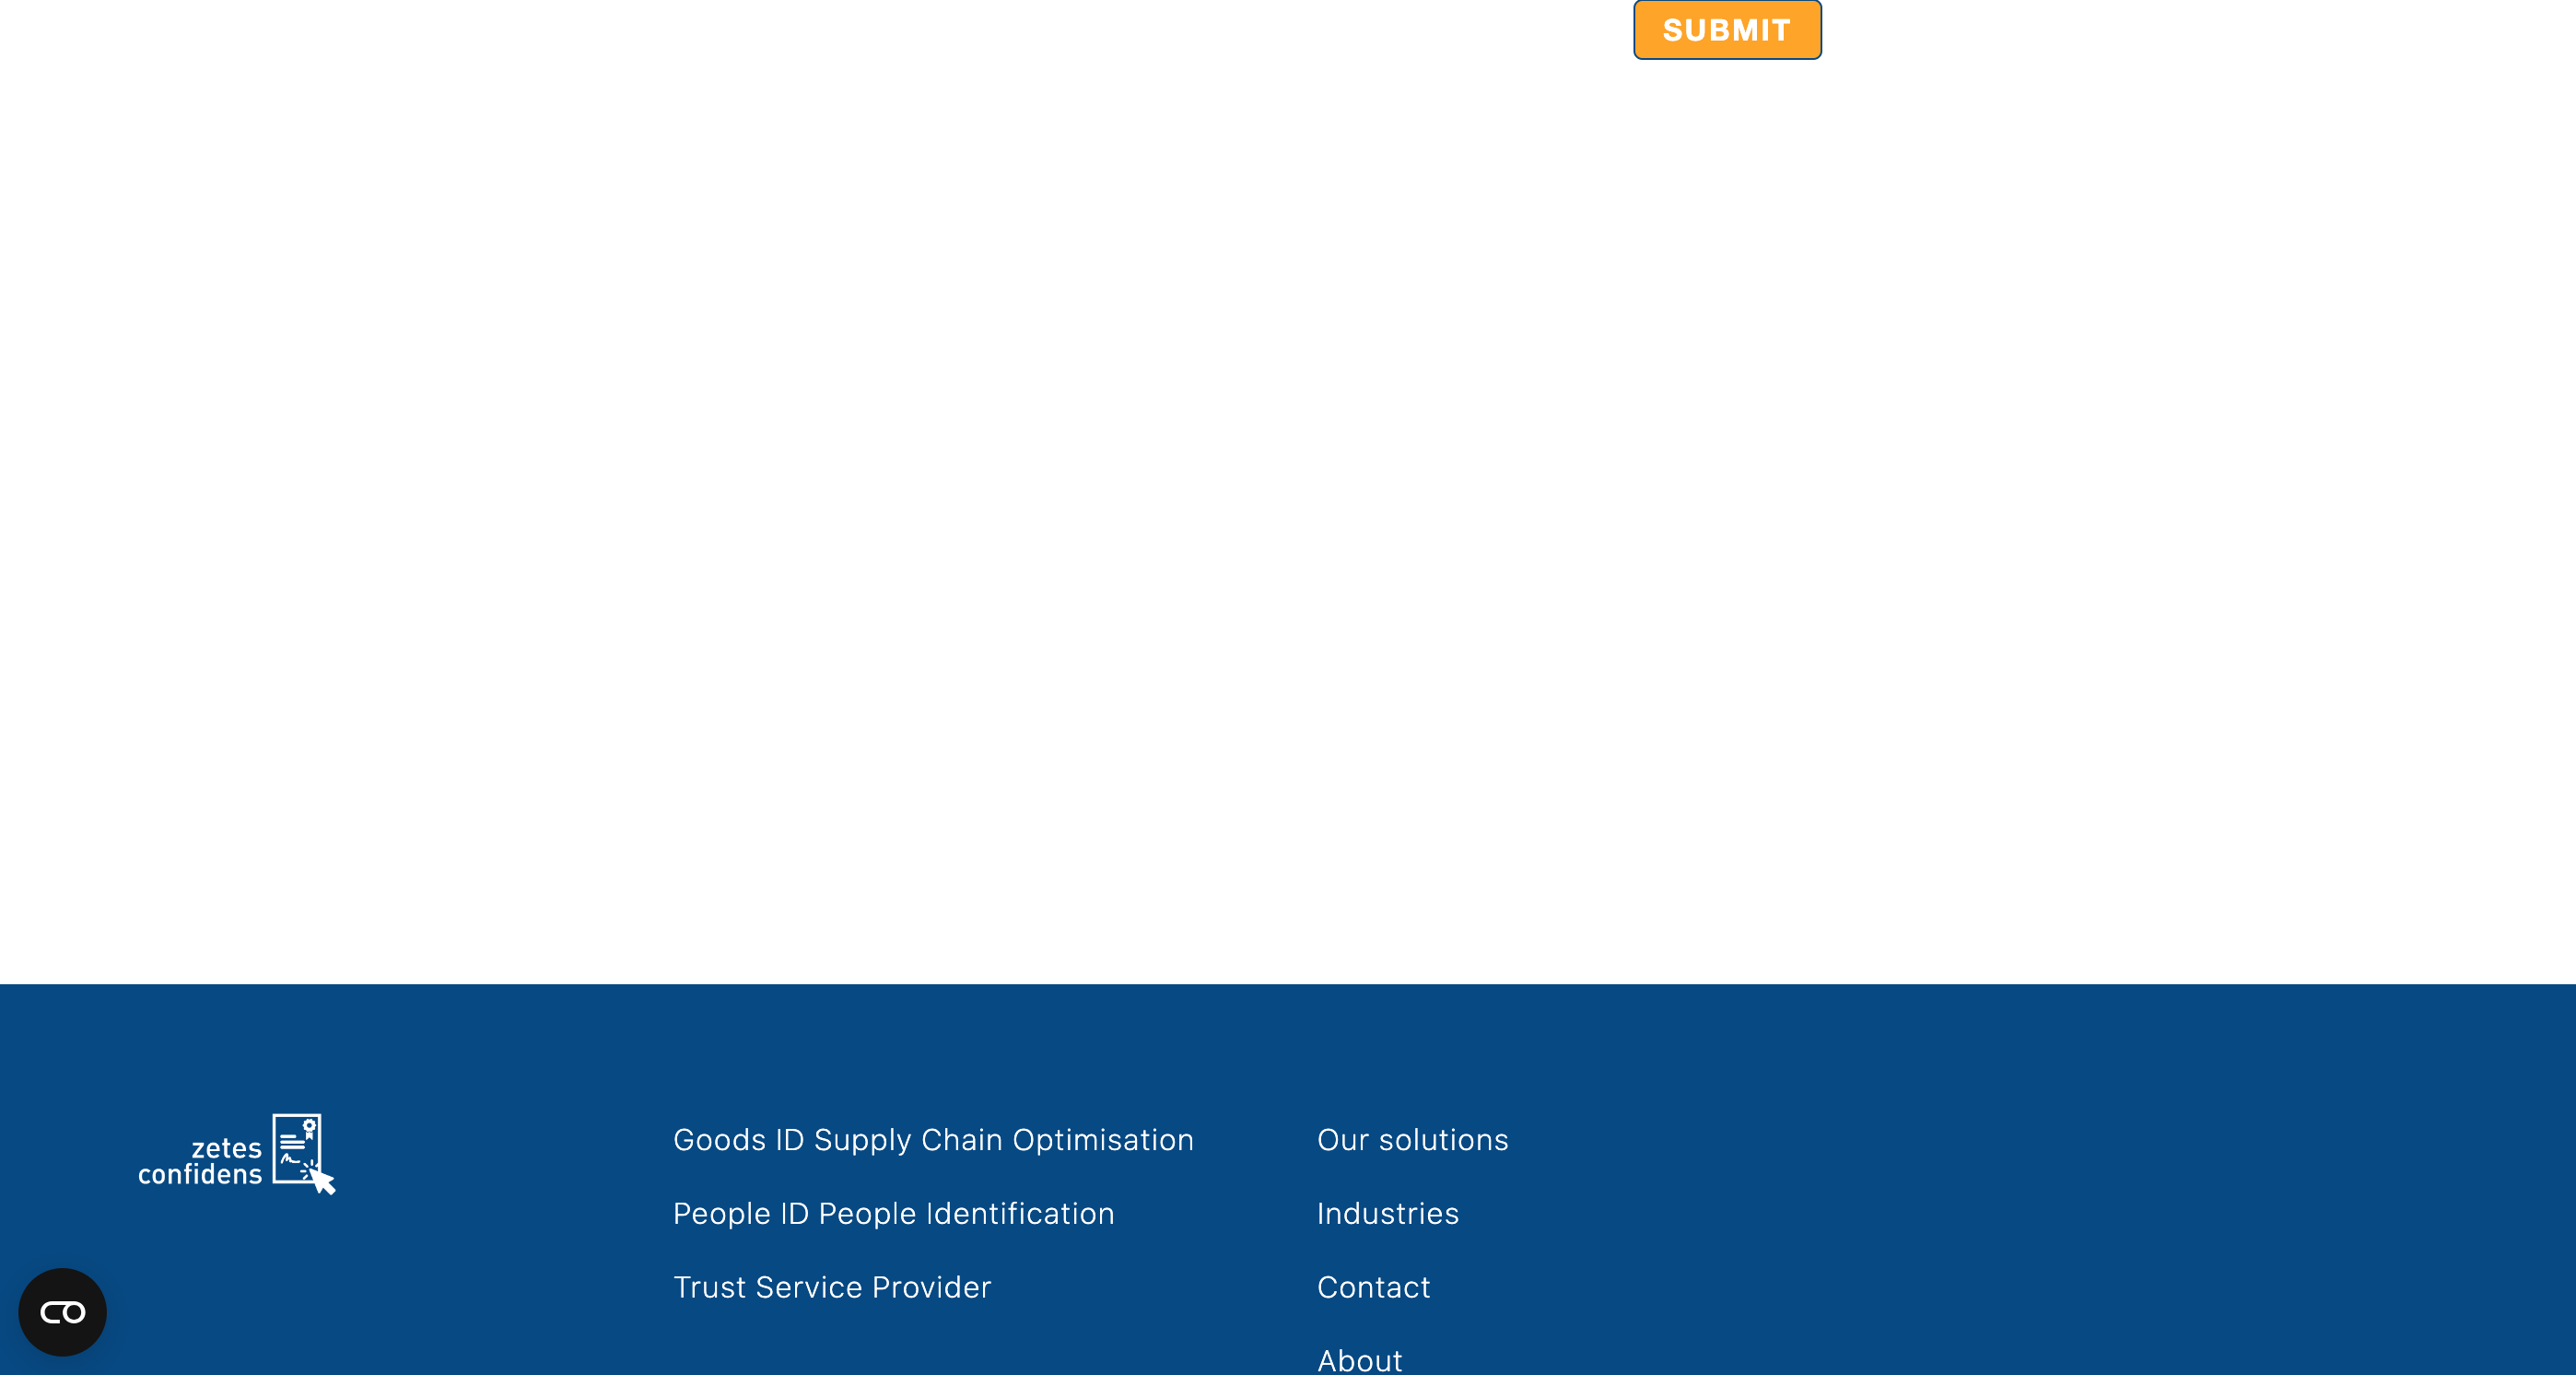 SUBMIT
zetes
confidens
Goods ID Supply Chain Optimisation
People ID People Identification
Trust Service Provider
Our solutions
Industries
Contact
About